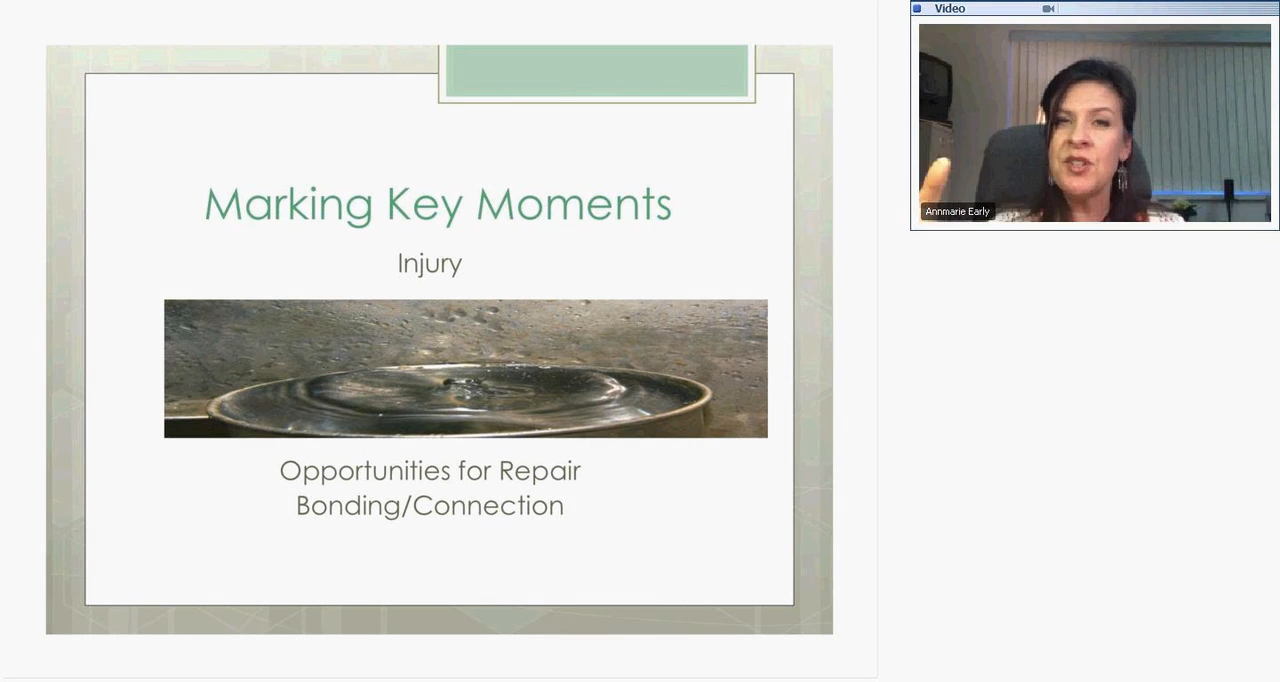 Marking Key Moments
Injury
Opportunities for Repair
Bonding/Connection
Video
Annmarie Early